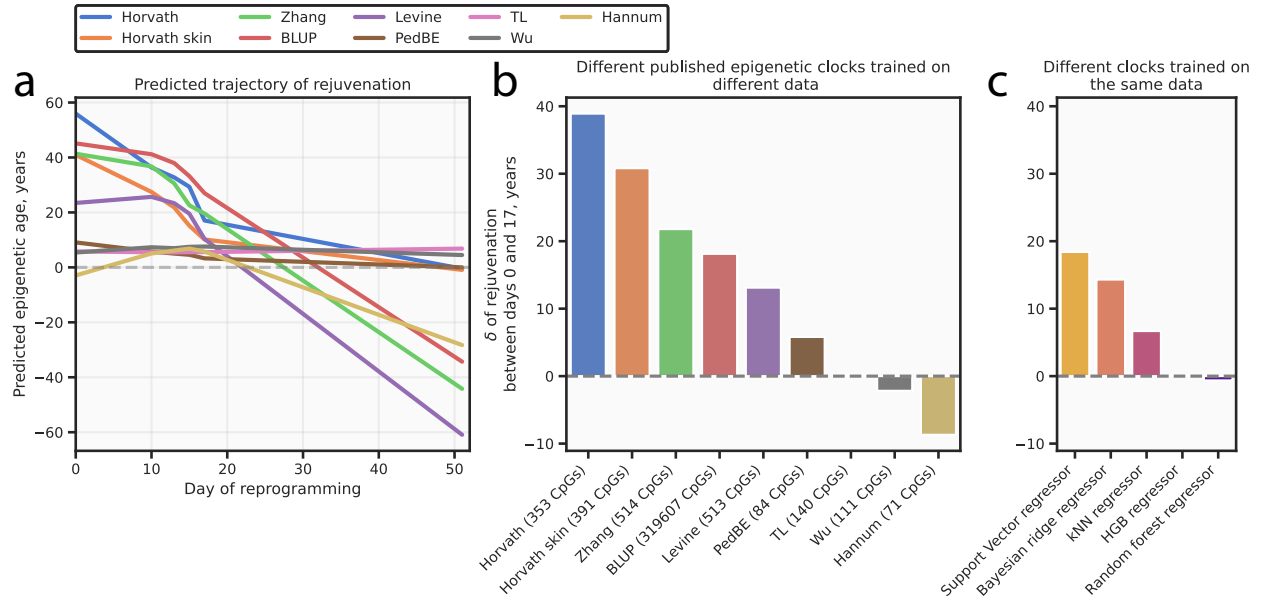 Horvath
Horvath skin
Zhang
BLUP
Levine
PedBE
TL
Wu
Hannum
a
Predicted trajectory of rejuvenation
Predicted epigenetic age, years
60
40
20
0
−20
−40
−60
0 10 20 30 40 50
Day of reprogramming
b
Different published epigenetic clocks trained on
different data
δ of rejuvenation
between days 0 and 17, years
40
30
20
10
0
−10
Horvath (353 CpGs)
Horvath skin (391 CpGs)
Zhang (514 CpGs)
BLUP (319607 CpGs)
Levine (513 CpGs)
PedBE (84 CpGs)
TL (140 CpGs)
Wu (111 CpGs)
Hannum (71 CpGs)
c
Different clocks trained on
the same data
40
30
20
10
0
−10
Support Vector regressor
Bayesian ridge regressor
kNN regressor
HGB regressor
Random forest regressor